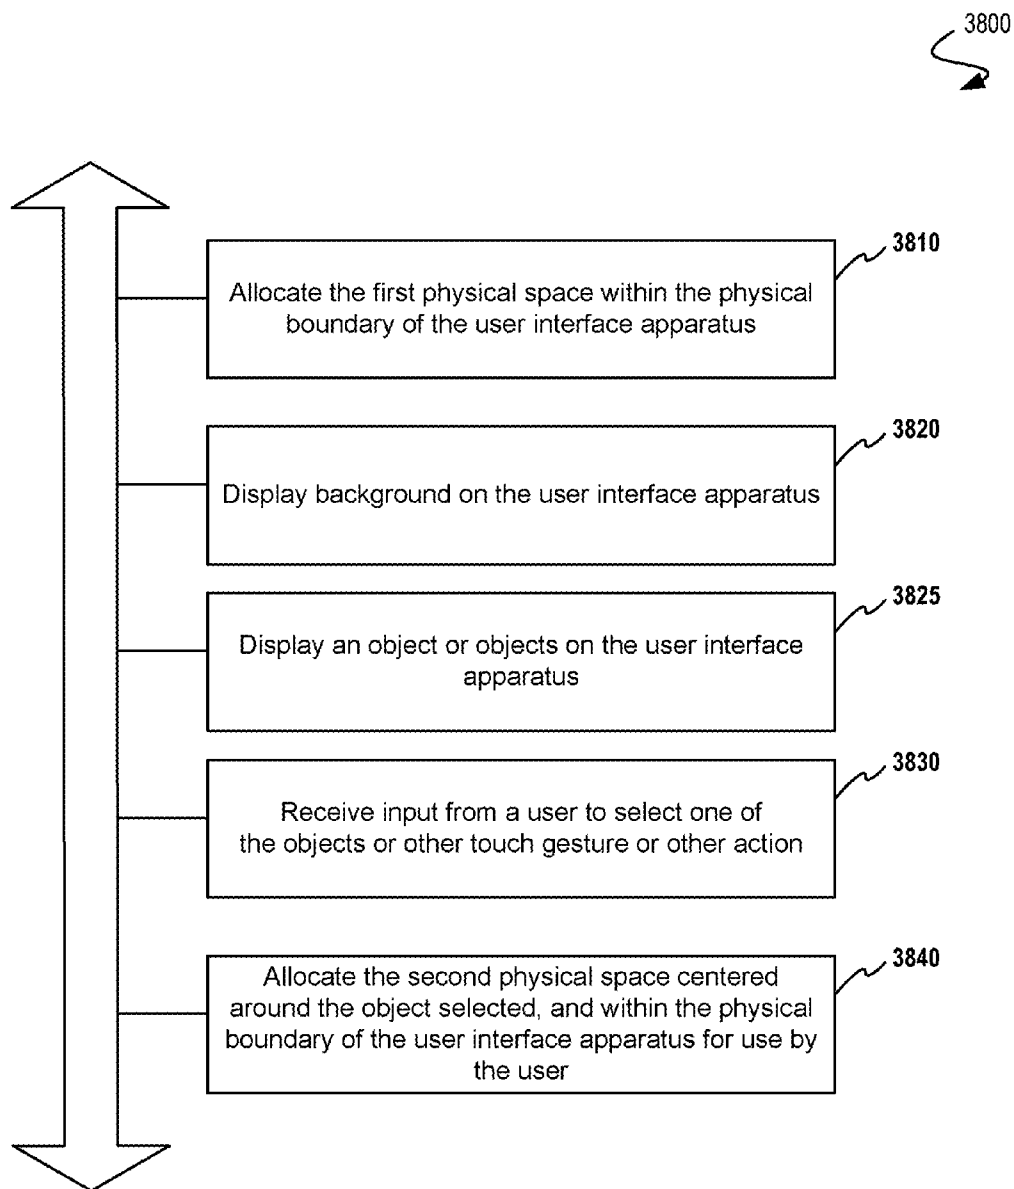 3800
3810
Allocate the first physical space within the physical
boundary of the user interface apparatus
3820
Display background on the user interface apparatus
3825
Display an object or objects on the user interface
apparatus
3830
Receive input from a user to select one of
the objects or other touch gesture or other action
3840
Allocate the second physical space centered
around the object selected, and within the physical
boundary of the user interface apparatus for use by
the user